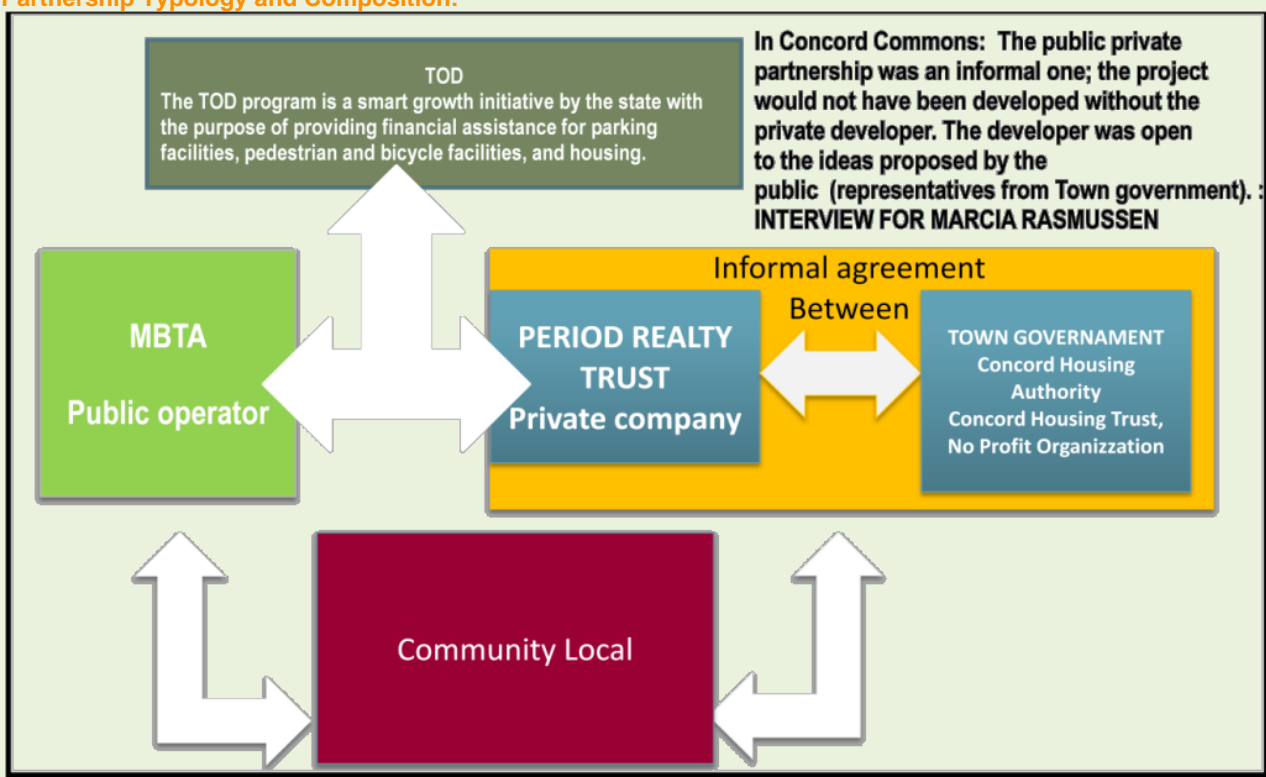 Partnership Typology and Composition:
TOD
The TOD program is a smart growth initiative by the state with
the purpose of providing financial assistance for parking
facilities, pedestrian and bicycle facilities, and housing.
In Concord Commons: The public private
partnership was an informal one; the project
would not have been developed without the
private developer. The developer was open
to the ideas proposed by the
public (representatives from Town government). :
INTERVIEW FOR MARCIA RASMUSSEN
MBTA
Public operator
Informal agreement
Between
PERIOD REALTY
TRUST
Private company
TOWN GOVERNAMENT
Concord Housing
Authority
Concord Housing Trust,
No Profit Organizzation
Community Local